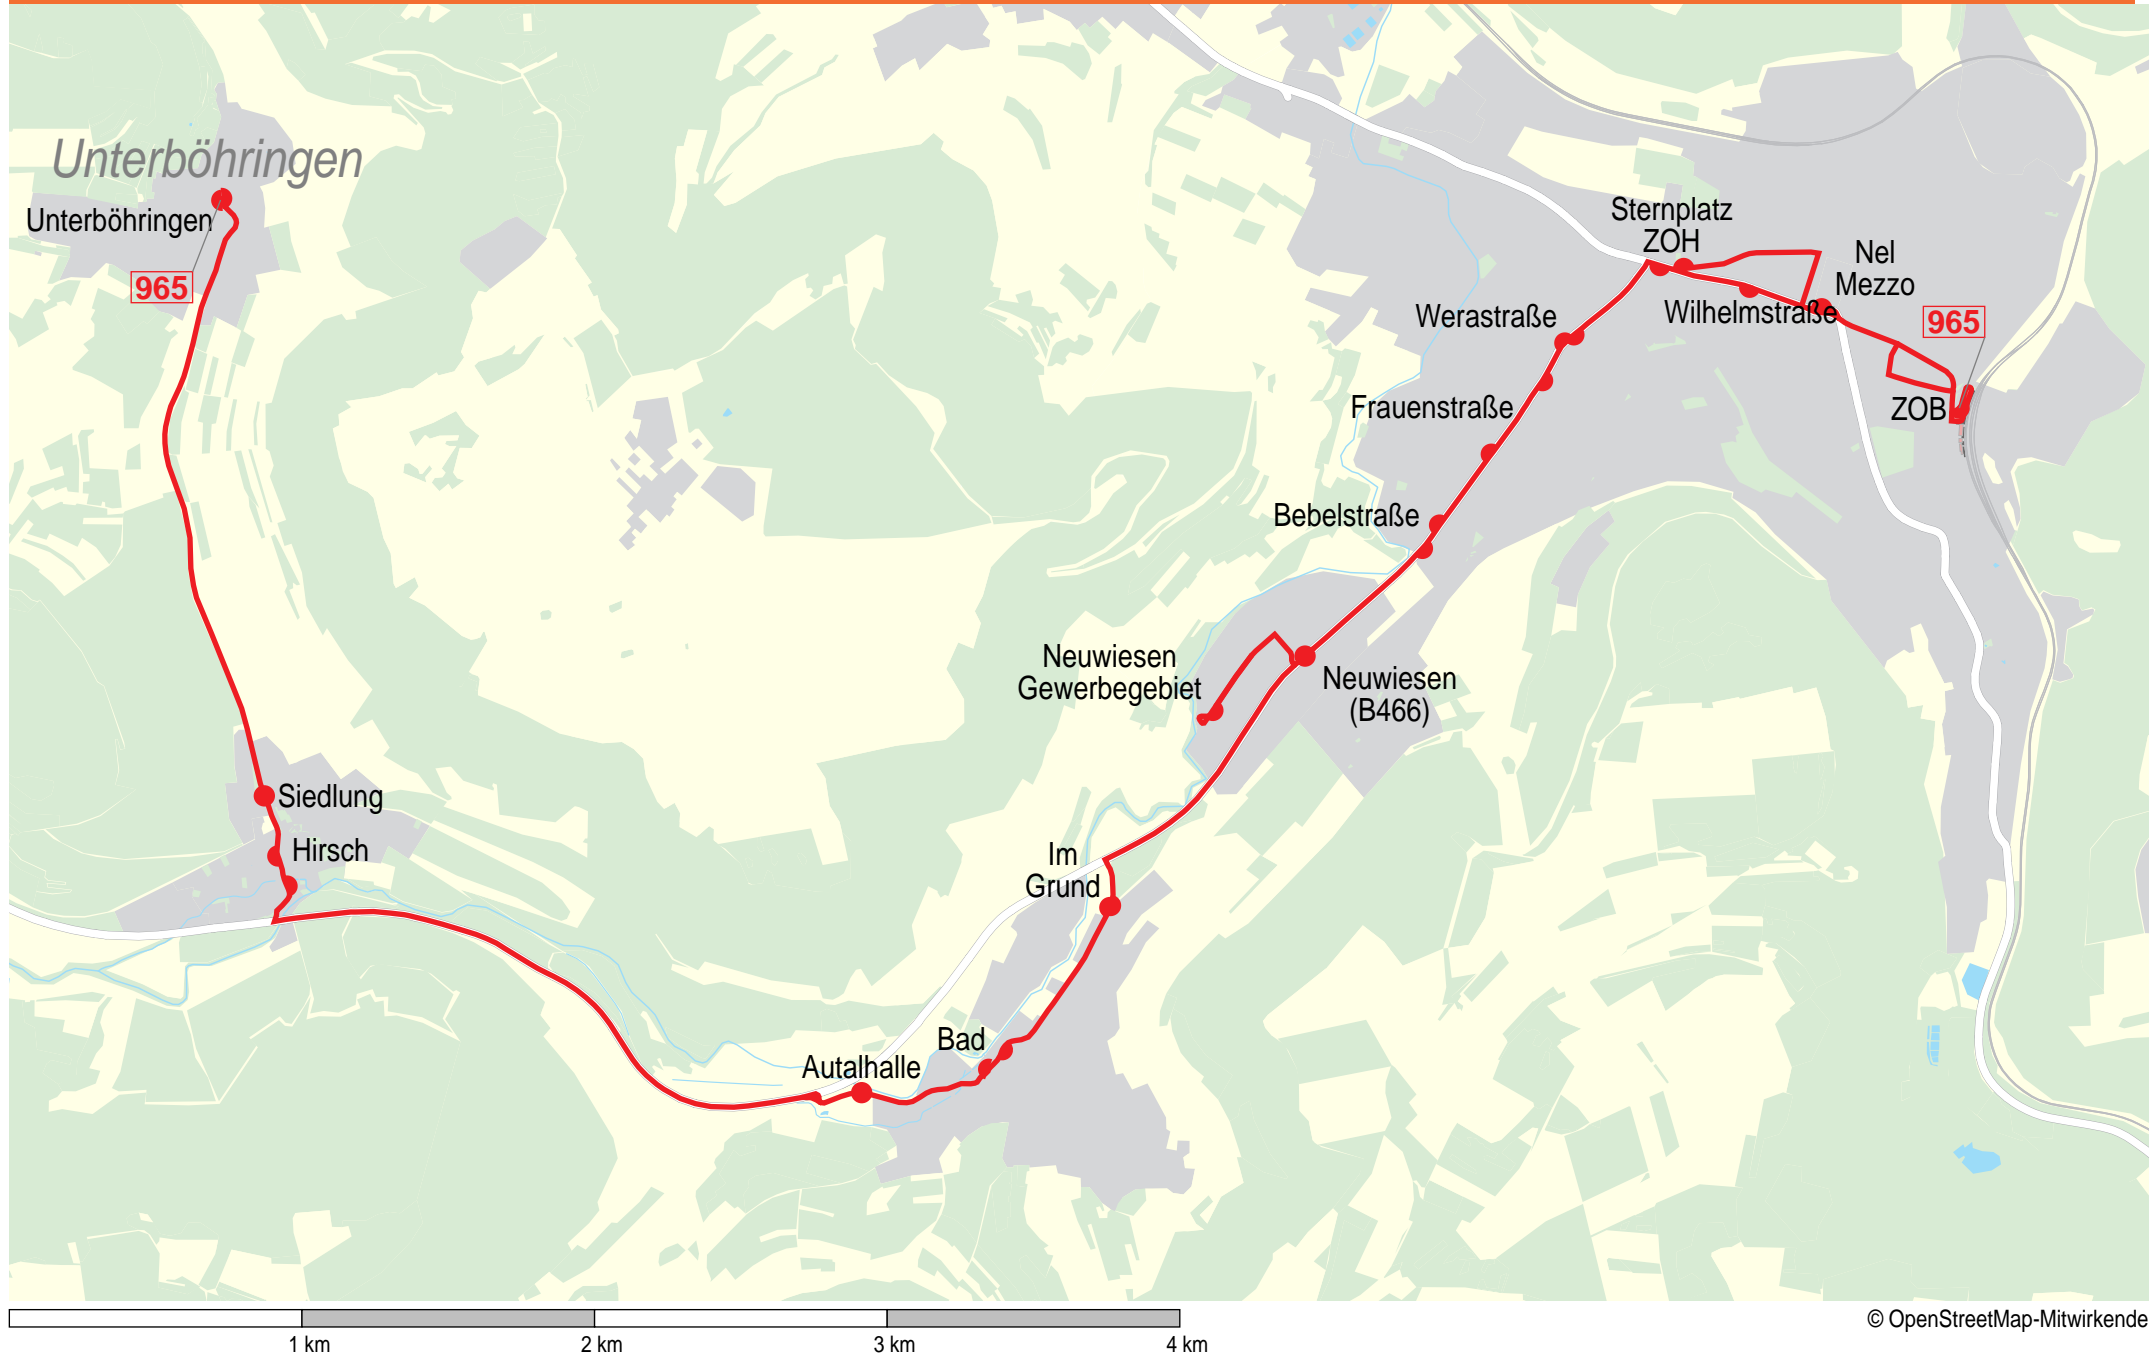 Unterböhringen
Unterböhringen
965
Sternplatz
ZOH
Nel
Mezzo
Werastraße
Wilhelmstraße
965
Frauenstraße
ZOB
Bebelstraße
Neuwiesen
Gewerbegebiet
Neuwiesen
(B466)
Siedlung
Hirsch
Im
Grund
Bad
Autalhalle
1 km
2 km
3 km
4 km
© OpenStreetMap-Mitwirkende